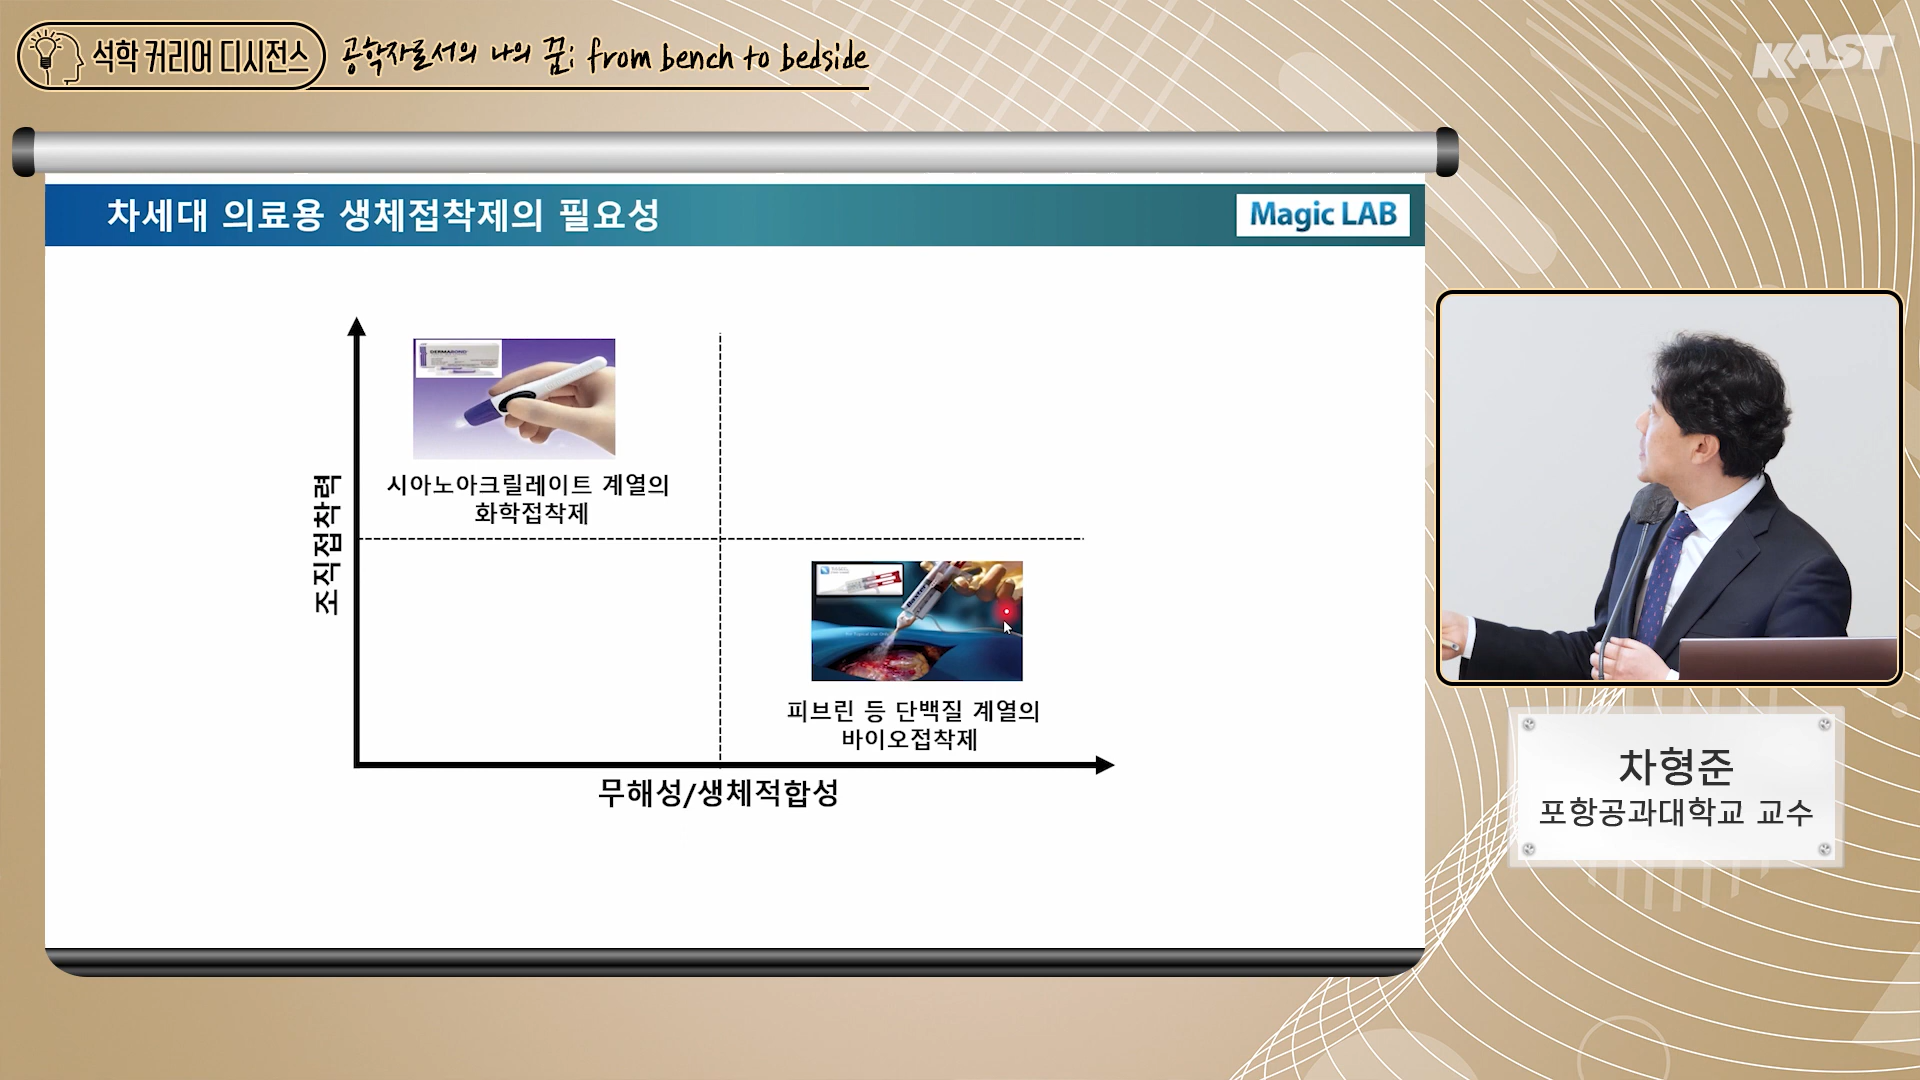 석학 커리어 디시전스
공학자로서의 나의 꿈; from bench to bedside
KAST
차세대 의료용 생체접착제의 필요성
Magic LAB
DERMABOND
시아노아크릴레이트 계열의
화학접착제
조직접착력
피브린 등 단백질 계열의
바이오접착제
무해성/생체적합성
차형준
포항공과대학교 교수